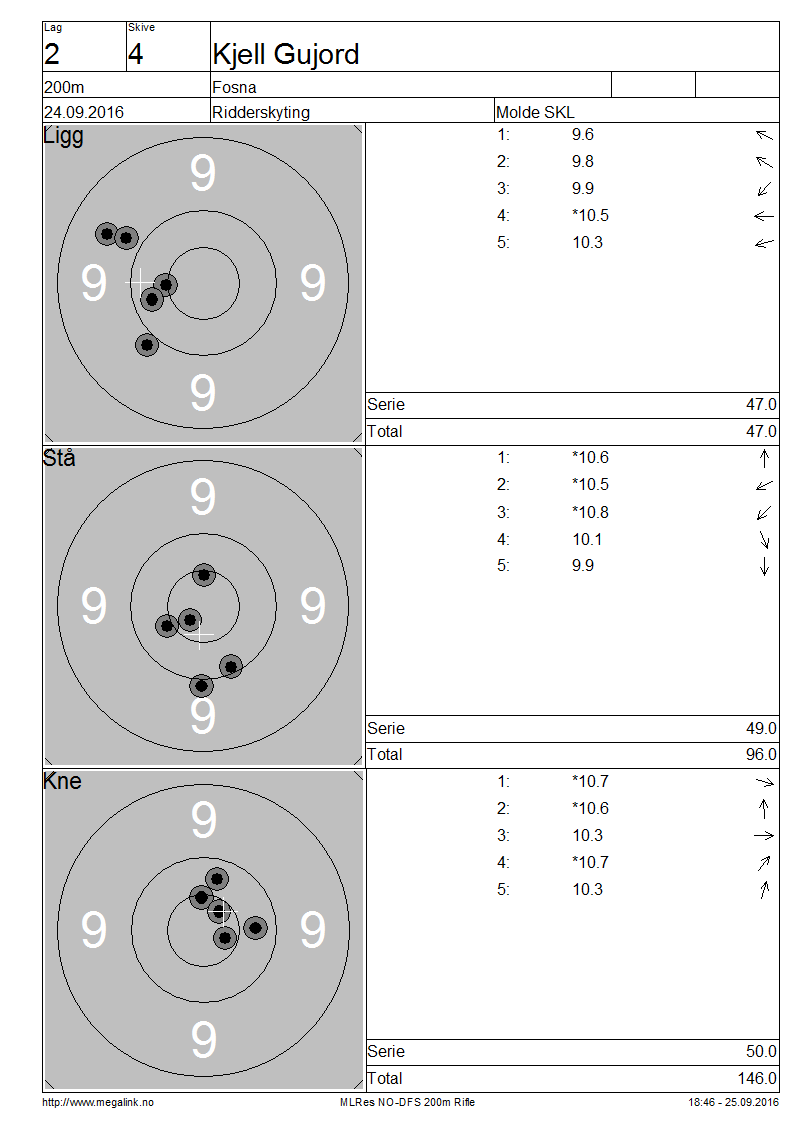 Lag Skive
2 4 Kjell Gujord
200m Fosna
24.09.2016 Ridderskyting Molde SKL
Ligg
9
9 9
9
1: 9.6
2: 9.8
3: 9.9
4: *10.5
5: 10.3
Serie 47.0
Total 47.0
Stå
9
9 9
9
1: *10.6
2: *10.5
3: *10.8
4: 10.1
5: 9.9
Serie 49.0
Total 96.0
Kne
9
9 9
9
1: *10.7
2: *10.6
3: 10.3
4: *10.7
5: 10.3
Serie 50.0
Total 146.0
http://www.megalink.no MLRes NO-DFS 200m Rifle 18:46 - 25.09.2016